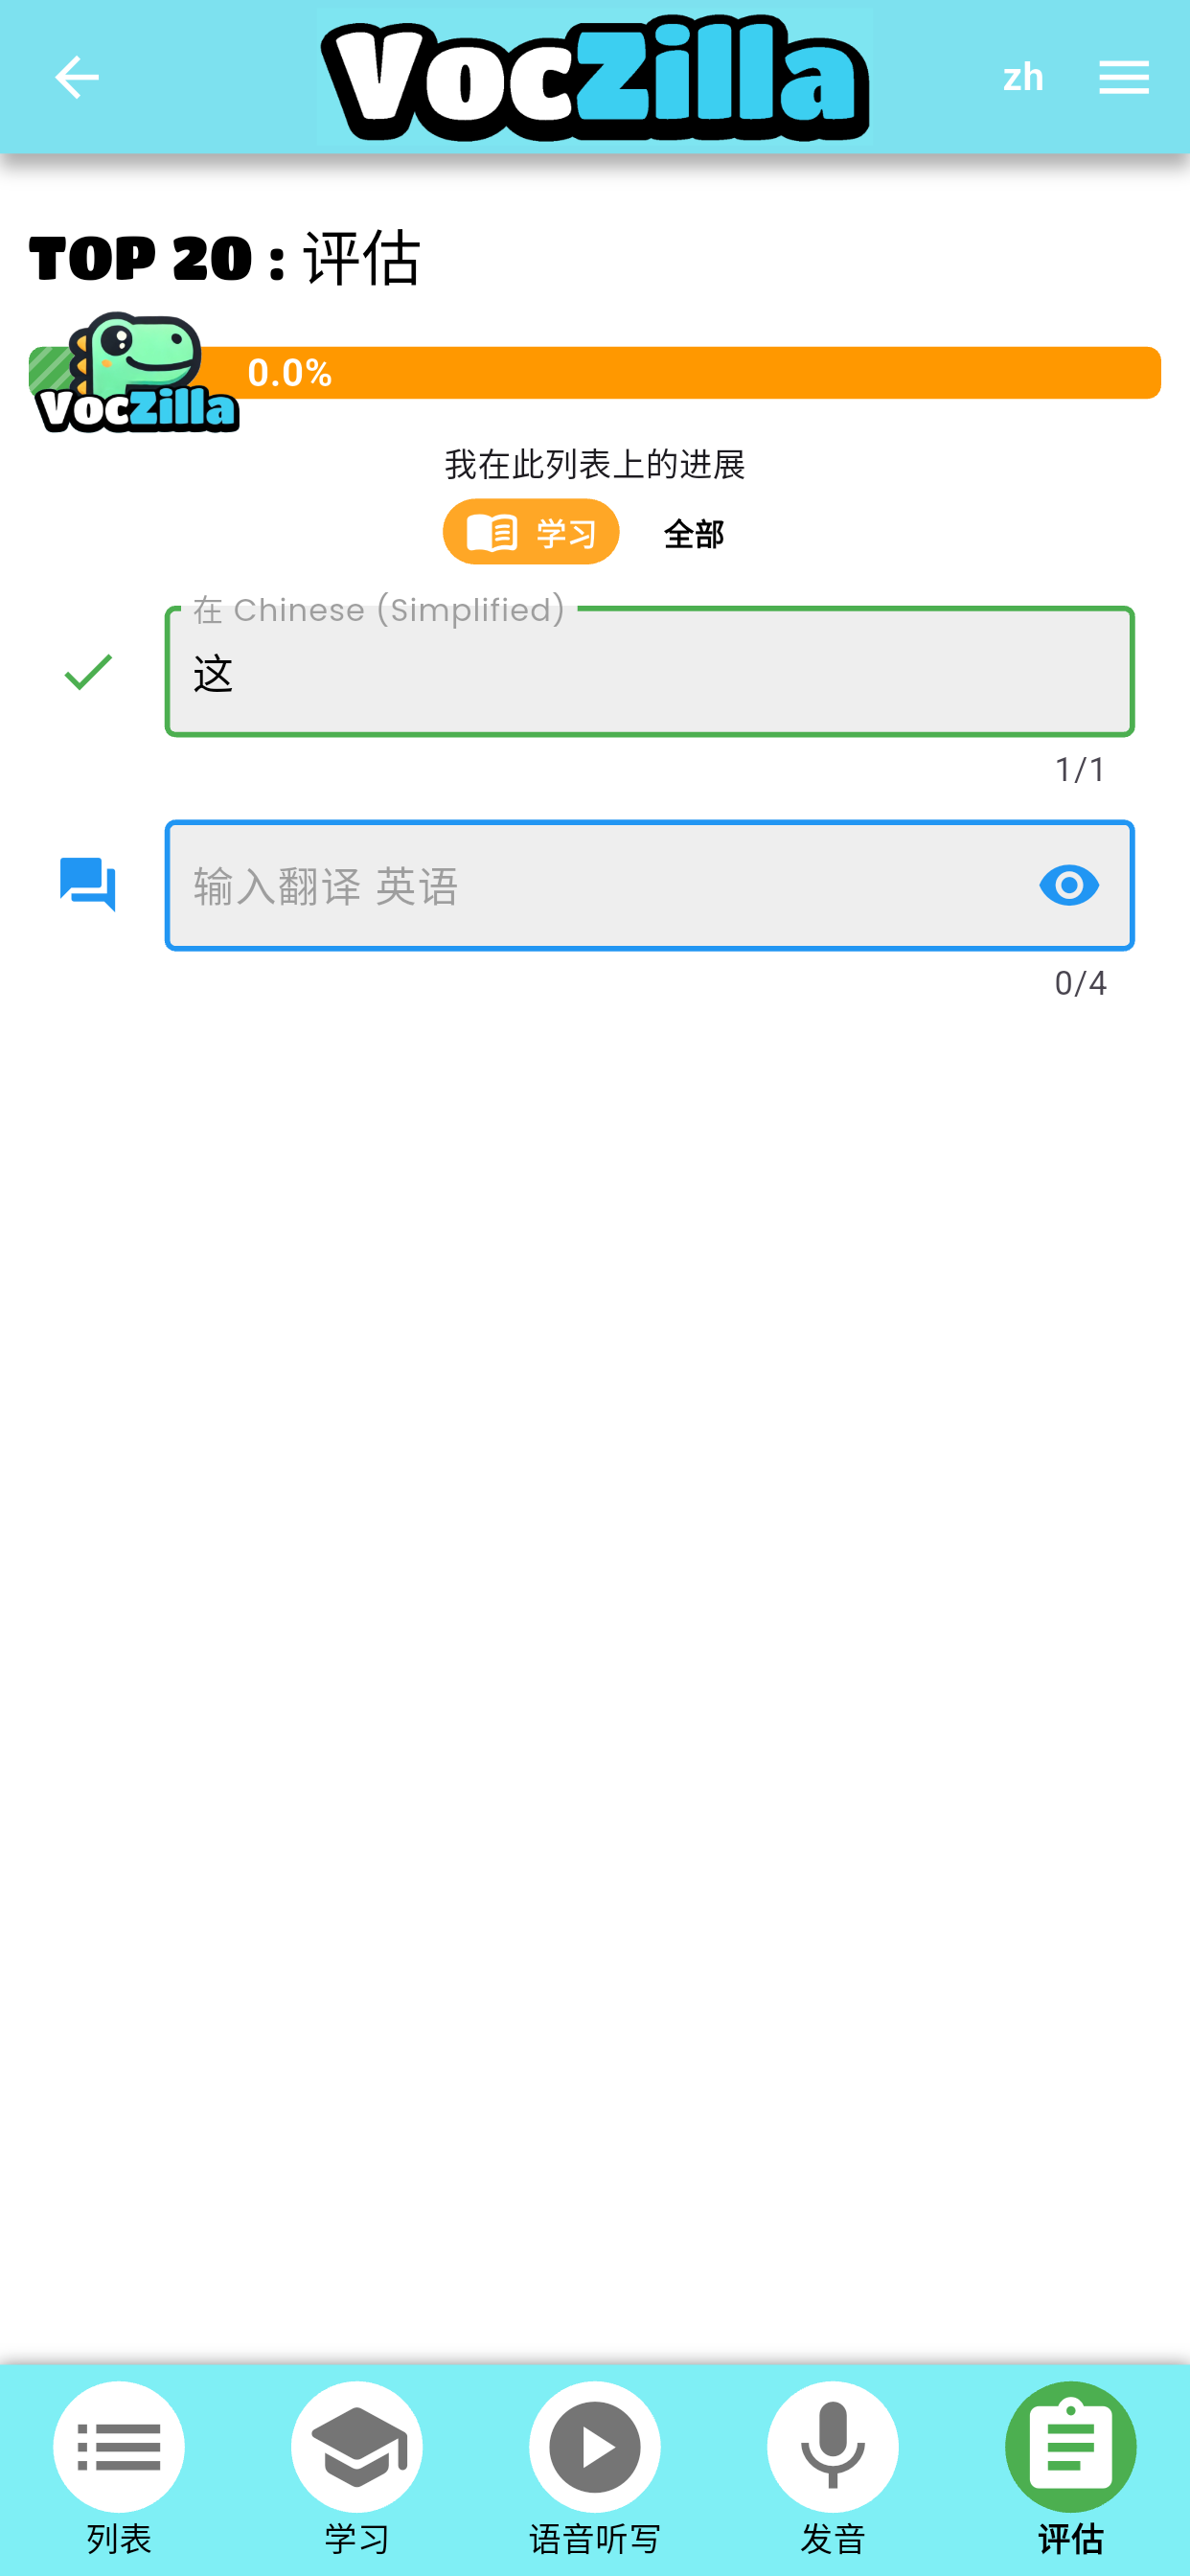 VocZilla
zh
TOP 20 : 评估
VocZilla
0.0%
我在此列表上的进展
学习 全部
在 Chinese (Simplified)
这
1/1
输入翻译 英语
0/4
列表 学习 语音听写 发音 评估